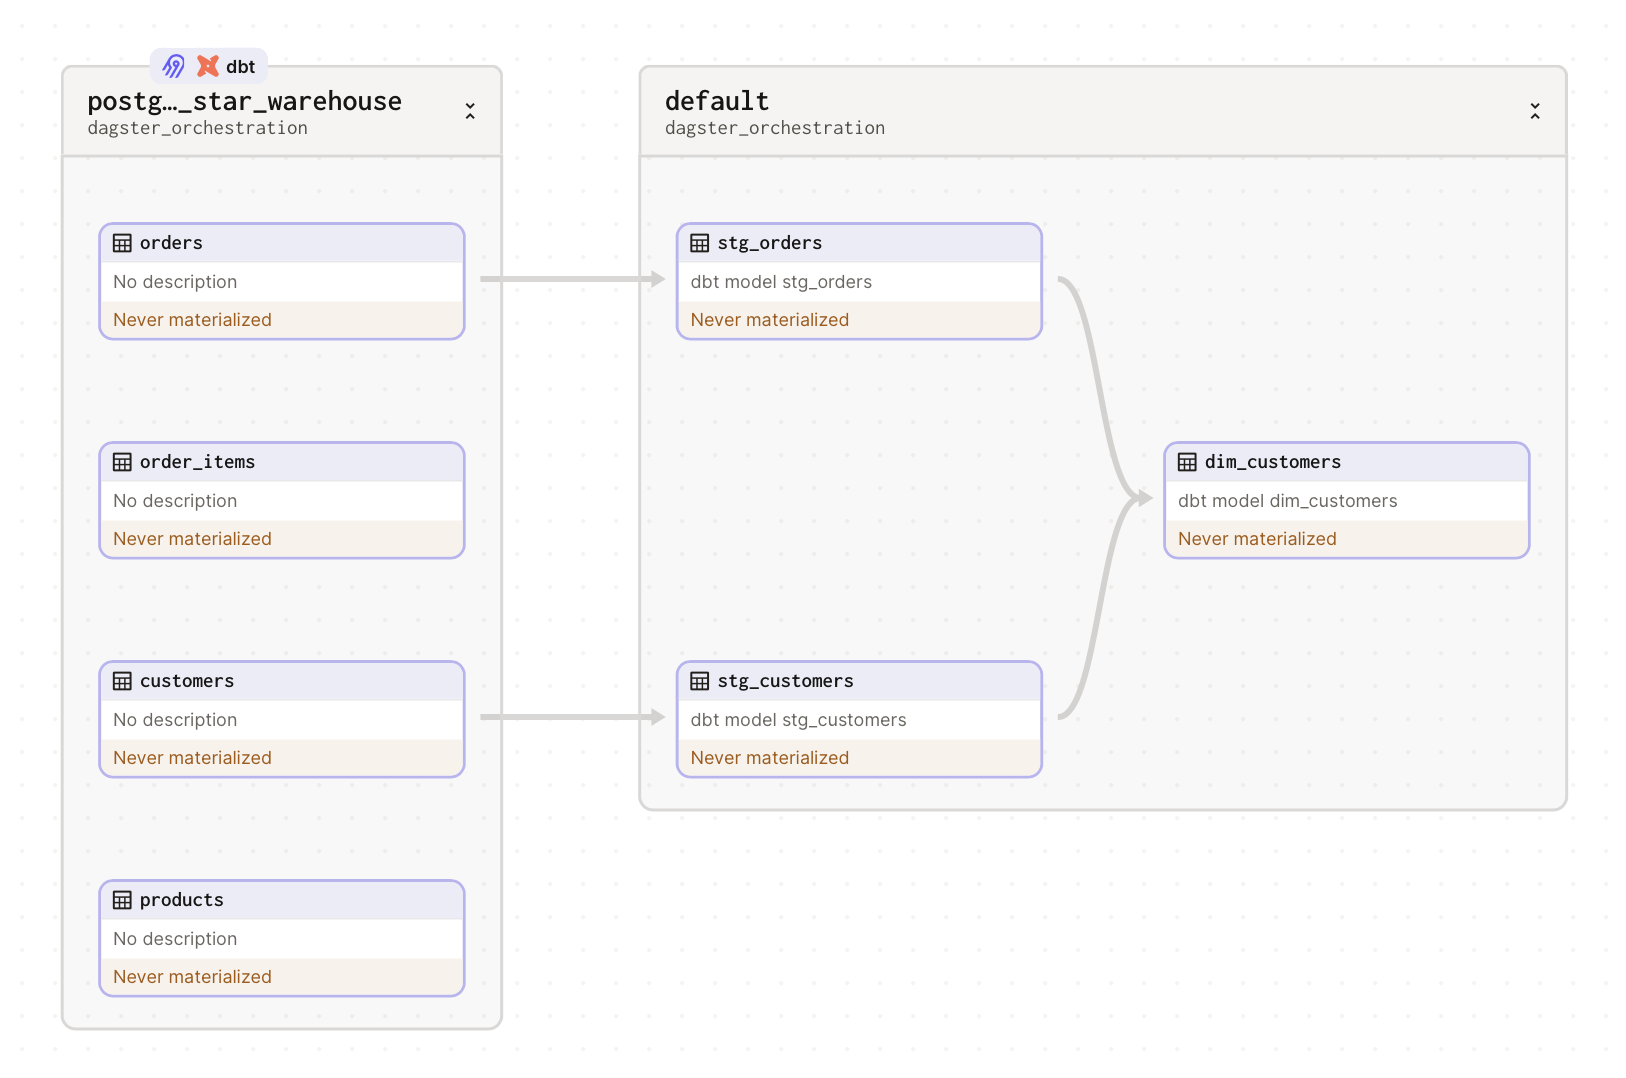 dbt
postg…_star_warehouse
dagster_orchestration
orders
No description
Never materialized
order_items
No description
Never materialized
customers
No description
Never materialized
products
No description
Never materialized
default
dagster_orchestration
stg_orders
dbt model stg_orders
Never materialized
stg_customers
dbt model stg_customers
Never materialized
dim_customers
dbt model dim_customers
Never materialized